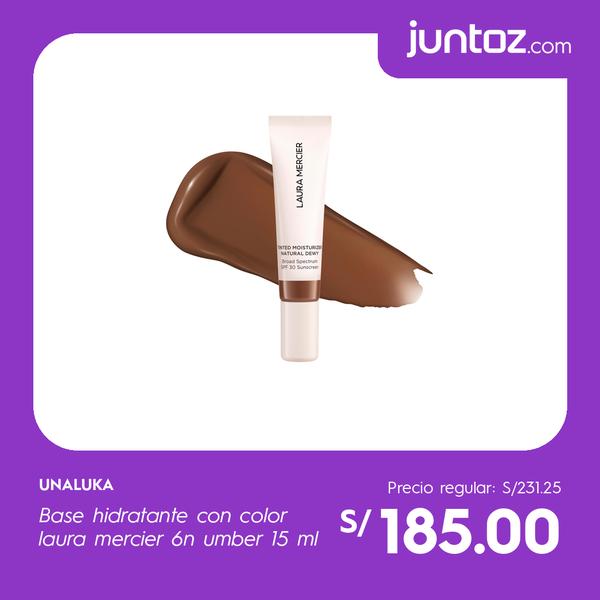 juntoz.com
LAURA MERCIER
TINTED MOISTURIZER
NATURAL DEWY
Broad Spectrum
SPF 30 Sunscreen
UNALUKA
Base hidratante con color
laura mercier 6n umber 15 ml
Precio regular: S/231.25
S/185.00